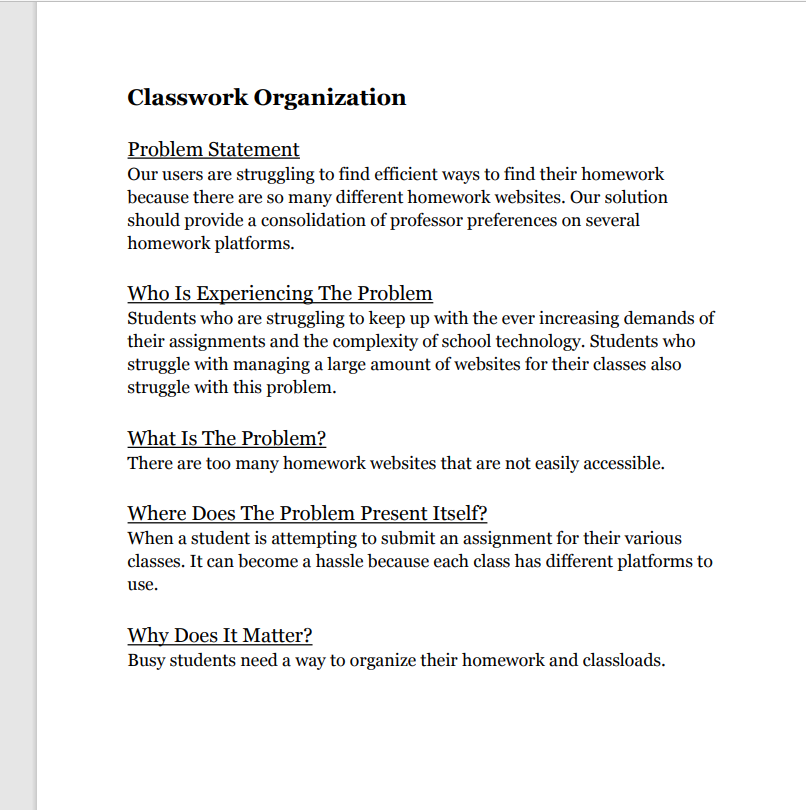 Classwork Organization
Problem Statement
Our users are struggling to find efficient ways to find their homework
because there are so many different homework websites. Our solution
should provide a consolidation of professor preferences on several
homework platforms.
Who Is Experiencing The Problem
Students who are struggling to keep up with the ever increasing demands of
their assignments and the complexity of school technology. Students who
struggle with managing a large amount of websites for their classes also
struggle with this problem.
What Is The Problem?
There are too many homework websites that are not easily accessible.
Where Does The Problem Present Itself?
When a student is attempting to submit an assignment for their various
classes. It can become a hassle because each class has different platforms to
use.
Why Does It Matter?
Busy students need a way to organize their homework and classloads.